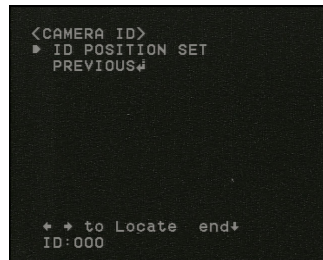 <CAMERA ID>
ID POSITION SET
PREVIOUS↲
← → to Locate end↓
ID:000